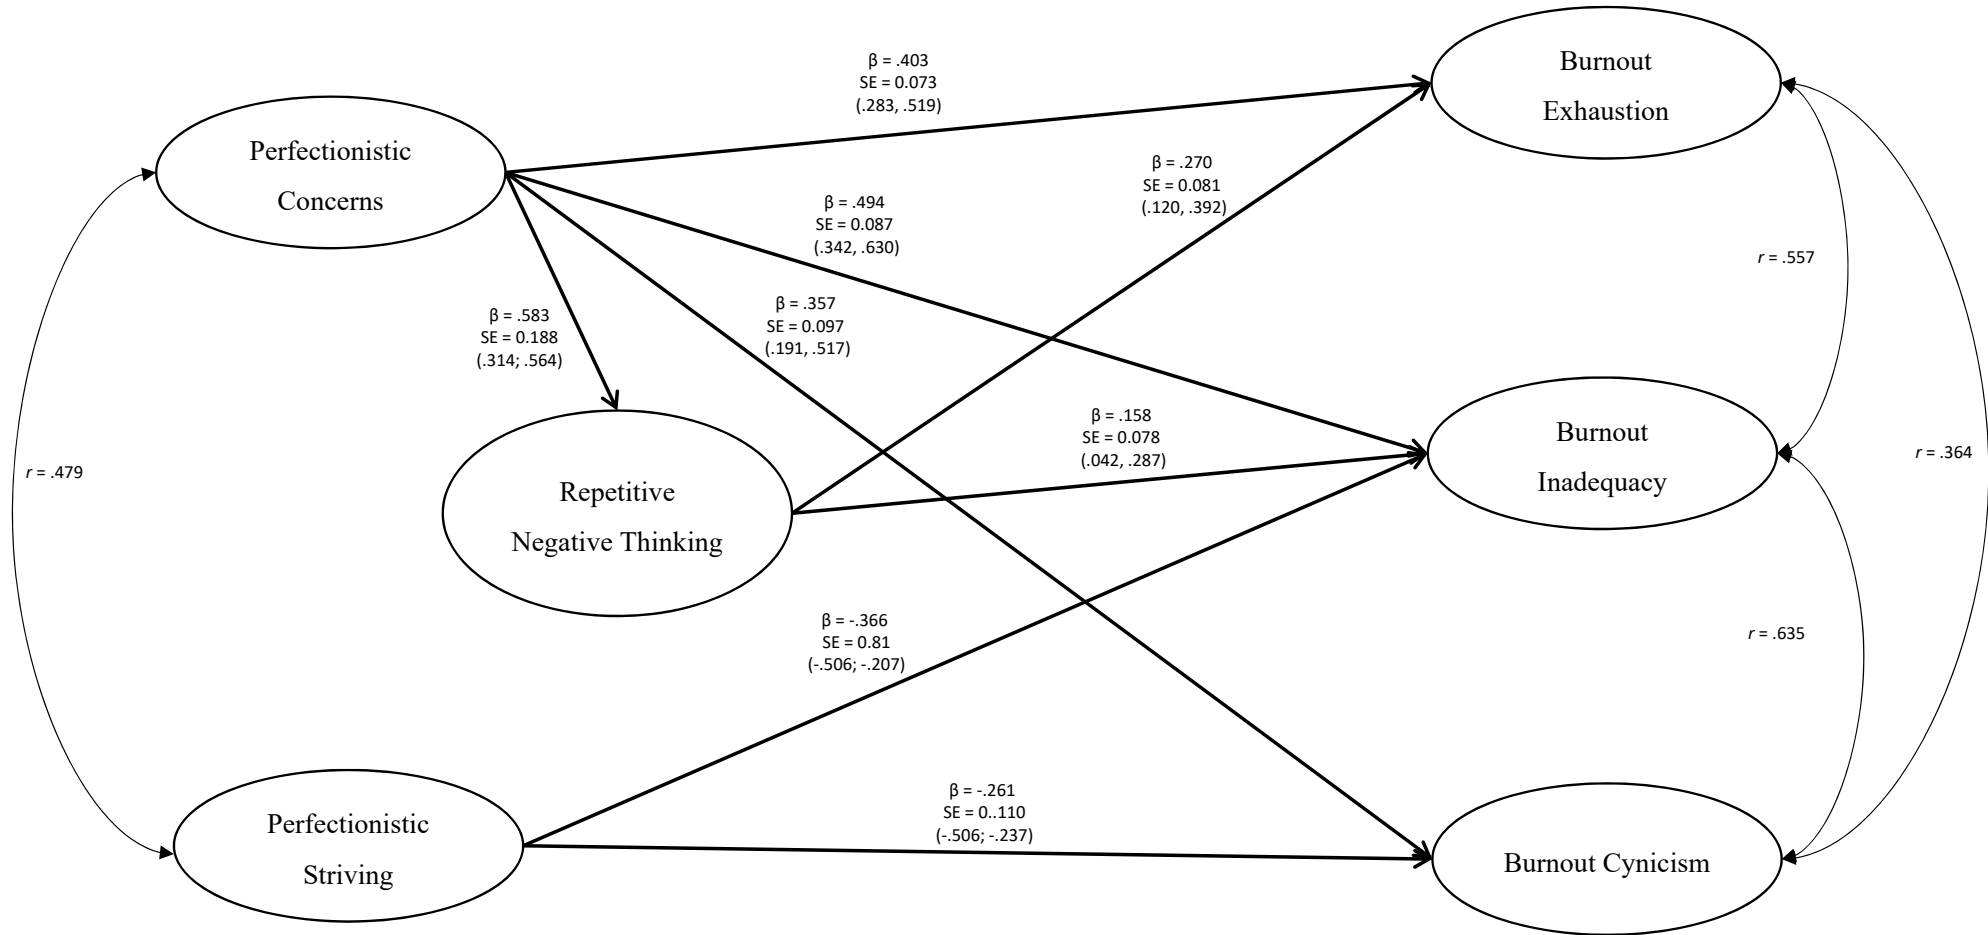 Burnout
Exhaustion
β = .403
SE = 0.073
(.283, .519)
Perfectionistic
Concerns
β = .270
SE = 0.081
(.120, .392)
β = .494
SE = 0.087
(.342, .630)
r = .557
β = .357
SE = 0.097
(.191, .517)
β = .583
SE = 0.188
(.314; .564)
β = .158
SE = 0.078
(.042, .287)
Burnout
Inadequacy
r = .364
r = .479
Repetitive
Negative Thinking
β = -.366
SE = 0.81
(-.506; -.207)
r = .635
β = -.261
SE = 0..110
(-.506; -.237)
Perfectionistic
Striving
Burnout Cynicism